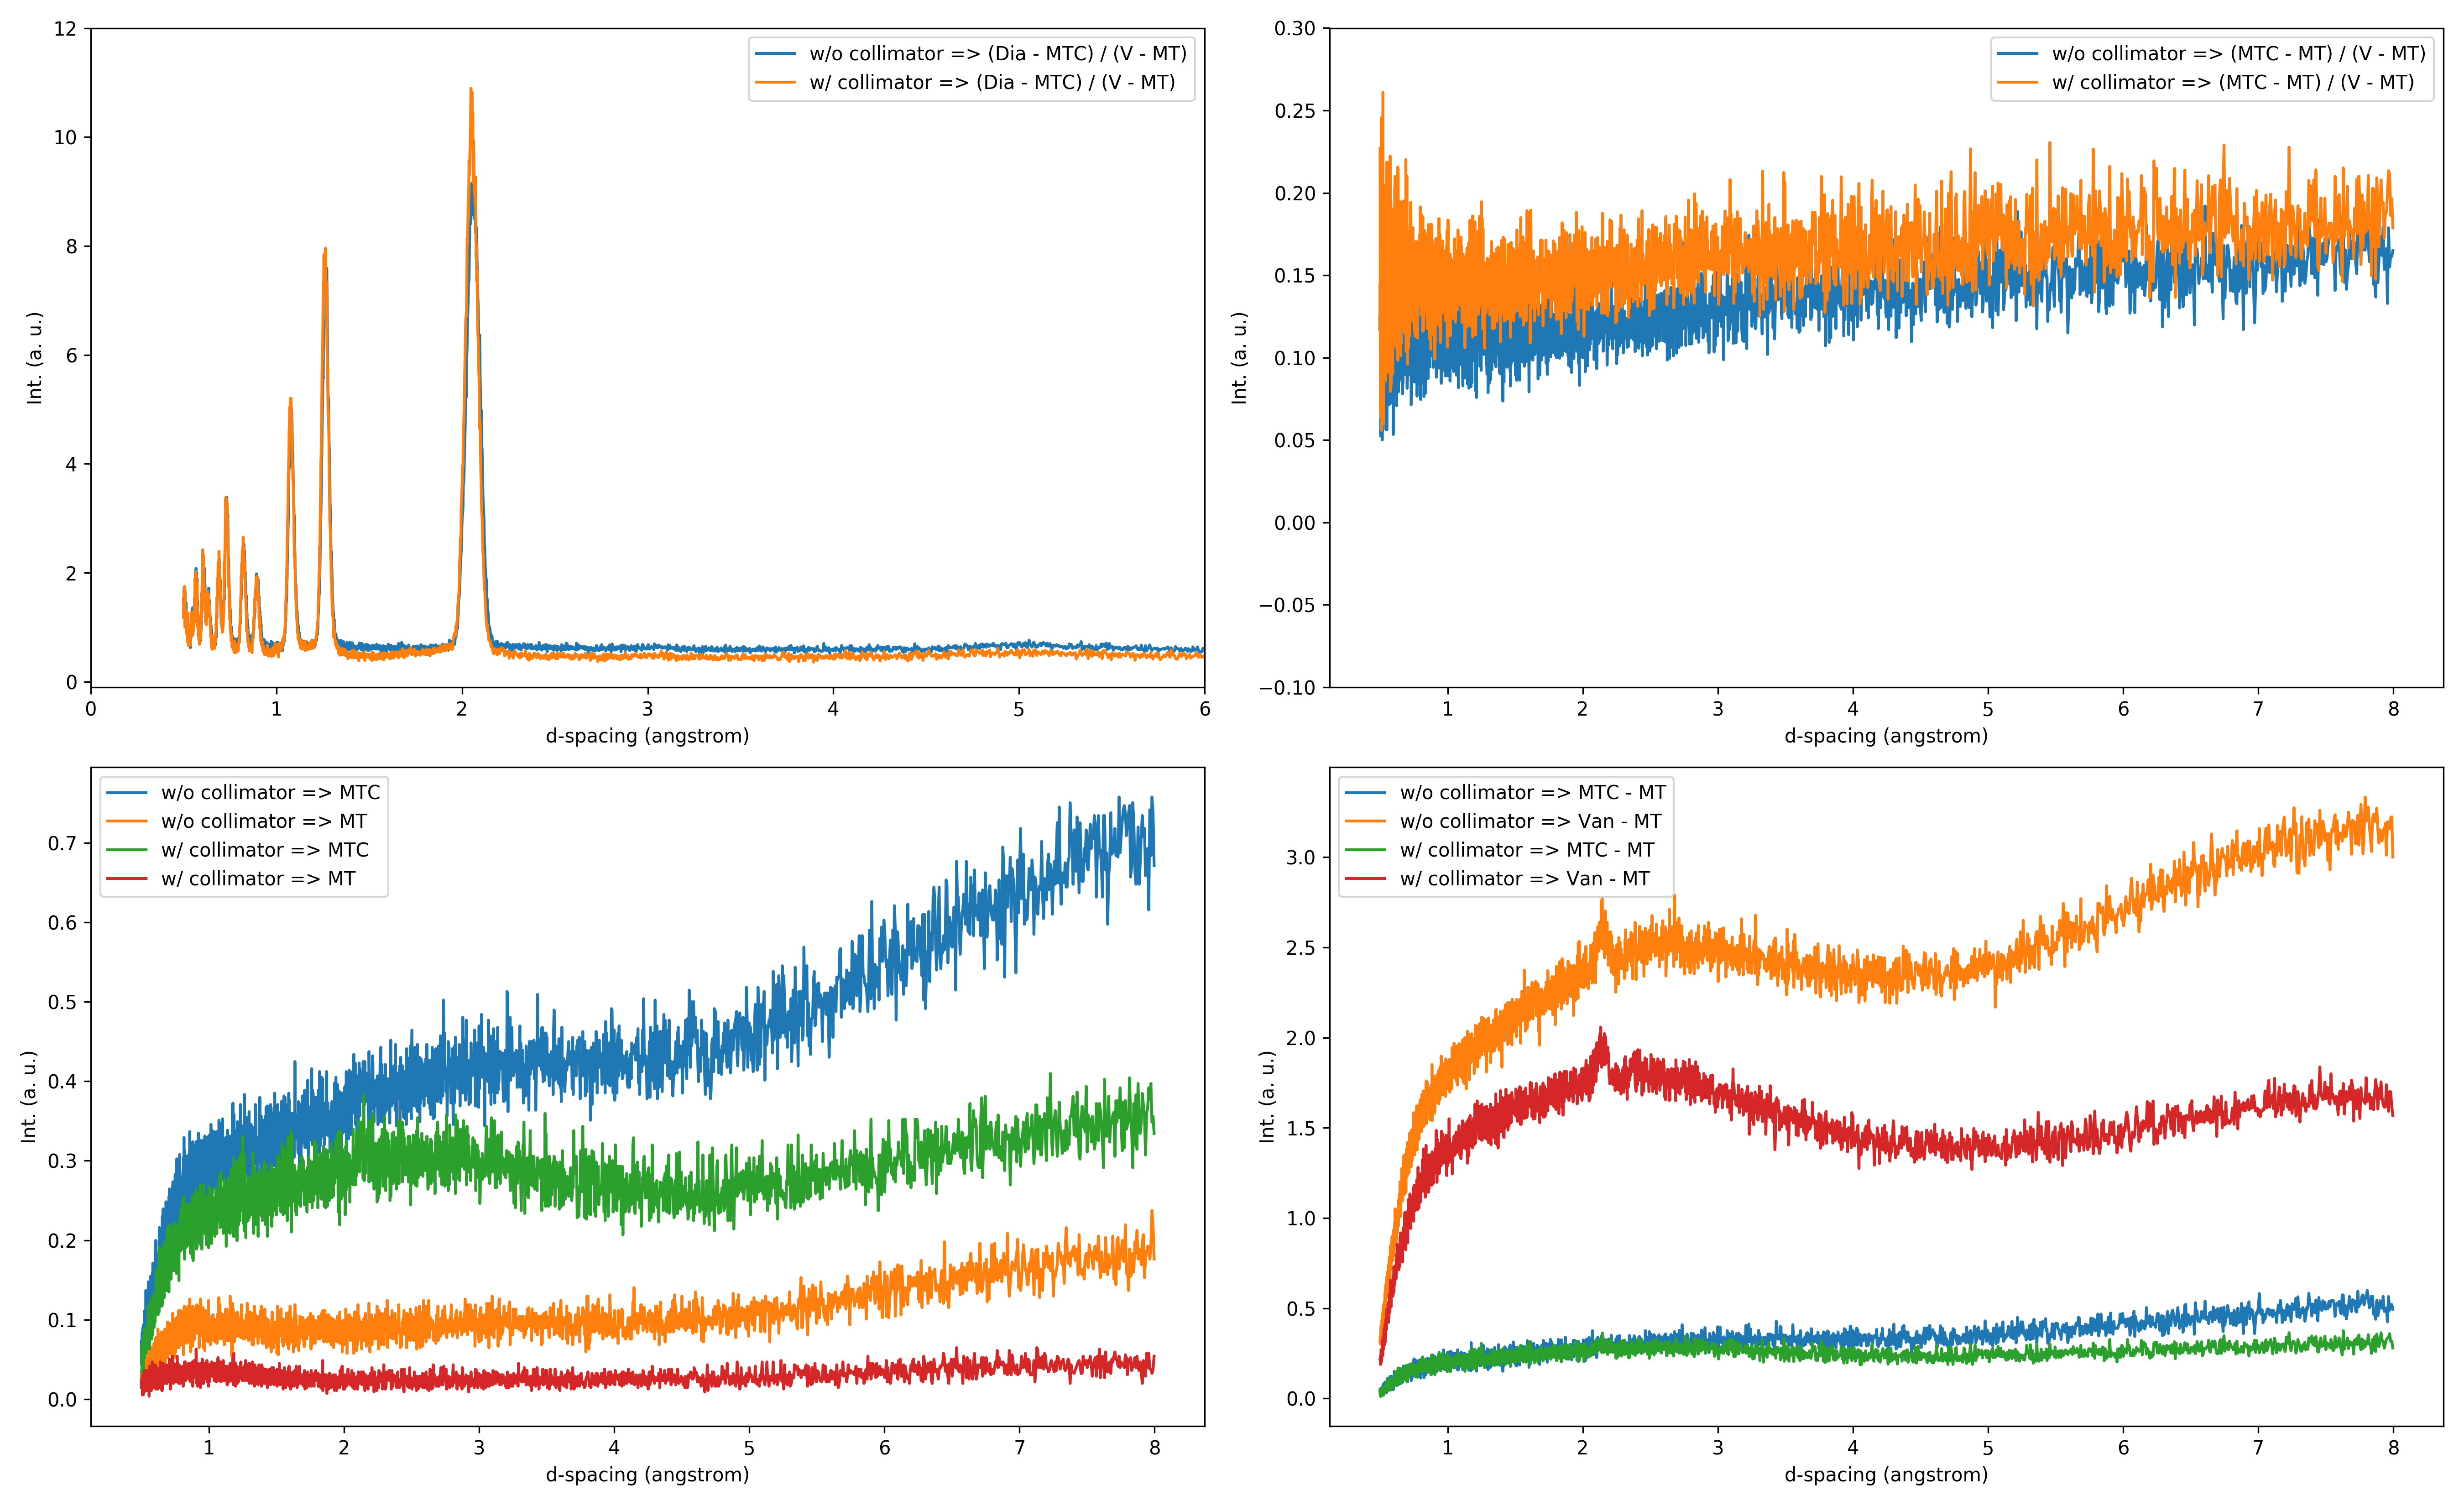 w/o collimator => (Dia - MTC) / (V - MT)
w/ collimator => (Dia - MTC) / (V - MT)
12
10
8
6
4
2
0
Int. (a. u.)
0 1 2 3 4 5 6
d-spacing (angstrom)
w/o collimator => (MTC - MT) / (V - MT)
w/ collimator => (MTC - MT) / (V - MT)
0.30
0.25
0.20
0.15
0.10
0.05
0.00
−0.05
−0.10
Int. (a. u.)
1 2 3 4 5 6 7 8
d-spacing (angstrom)
w/o collimator => MTC
w/o collimator => MT
w/ collimator => MTC
w/ collimator => MT
0.7
0.6
0.5
0.4
0.3
0.2
0.1
0.0
Int. (a. u.)
1 2 3 4 5 6 7 8
d-spacing (angstrom)
w/o collimator => MTC - MT
w/o collimator => Van - MT
w/ collimator => MTC - MT
w/ collimator => Van - MT
3.0
2.5
2.0
1.5
1.0
0.5
0.0
Int. (a. u.)
1 2 3 4 5 6 7 8
d-spacing (angstrom)